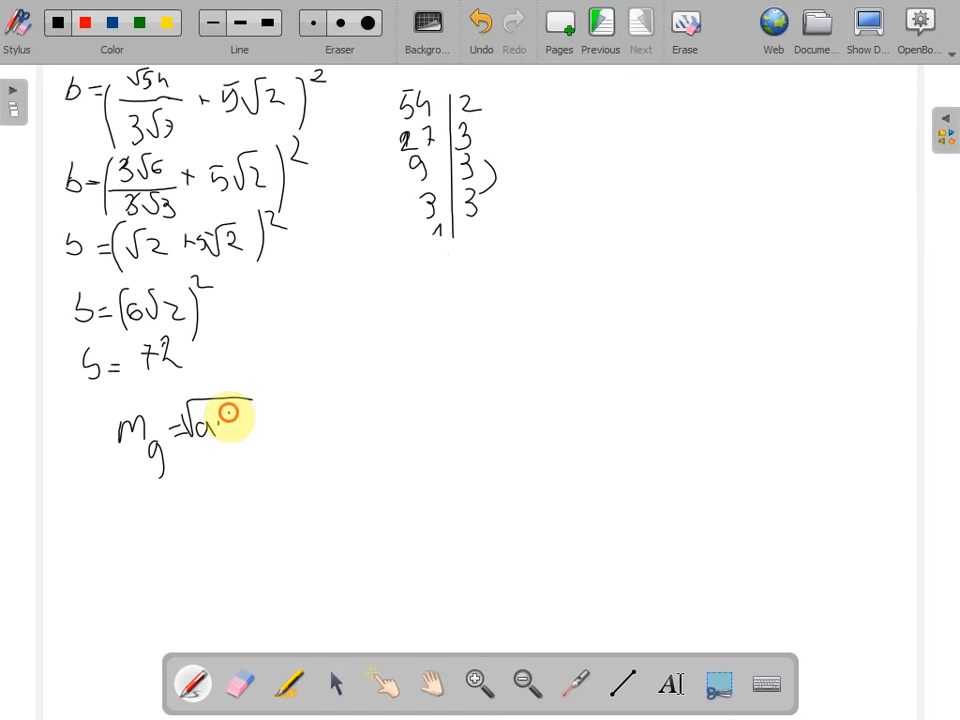 Stylus Color Line Eraser Backgro... Undo Redo Pages Previous Next Erase Web Docume... Show D... OpenBo...
b=(√54/3√3 + 5√2)²
b=(3√6/3√3 + 5√2)²
b=(√2 +5√2)²
b=(6√2)²
b= 72
m_g=√a·
54 | 2
27 | 3
9 | 3
3 | 3
1
A